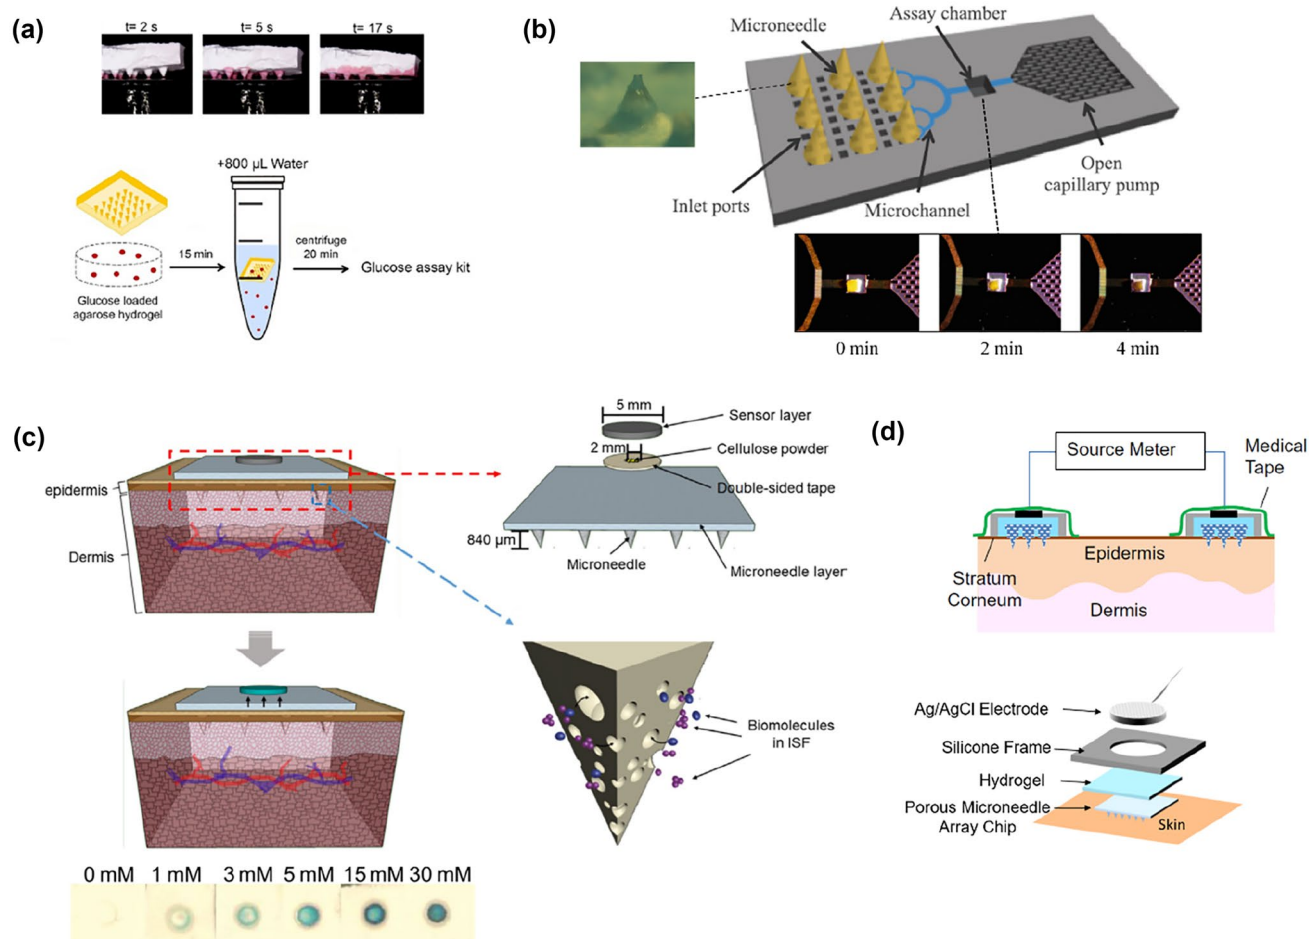 (a)
t= 2 s
t= 5 s
t= 17 s
+800 µL Water
15 min
centrifuge
20 min
Glucose assay kit
Glucose loaded
agarose hydrogel
(b)
Microneedle
Assay chamber
Inlet ports
Microchannel
Open
capillary pump
0 min
2 min
4 min
(c)
epidermis
Dermis
5 mm
Sensor layer
2 mm
Cellulose powder
Double-sided tape
840 µm
Microneedle
Microneedle layer
Biomolecules
in ISF
0 mM
1 mM
3 mM
5 mM
15 mM
30 mM
(d)
Source Meter
Medical
Tape
Epidermis
Stratum
Corneum
Dermis
Ag/AgCl Electrode
Silicone Frame
Hydrogel
Porous Microneedle
Array Chip
Skin